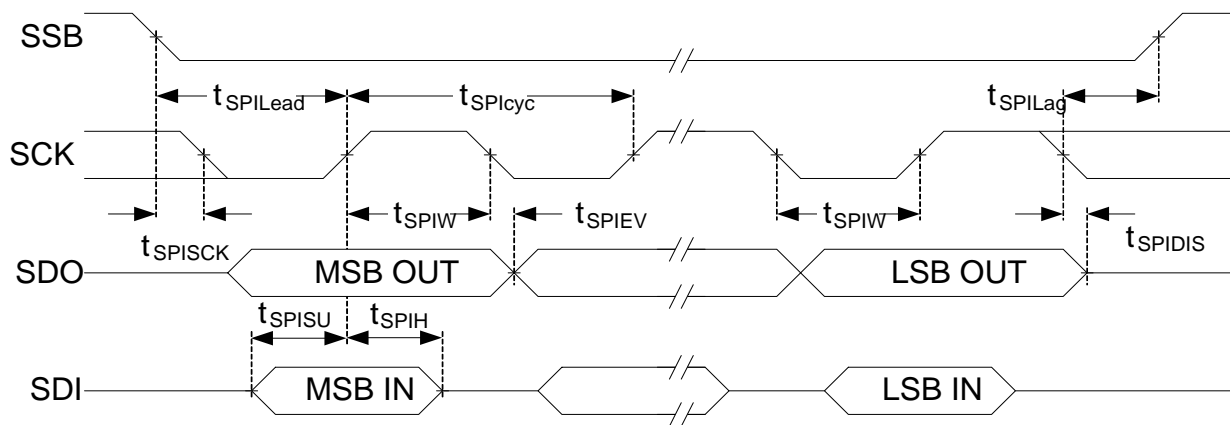 SSB
tSPILead
tSPIcyc
tSPILag
SCK
tSPISCK
tSPIW
tSPIEV
tSPIW
tSPIDIS
SDO
MSB OUT
LSB OUT
tSPISU
tSPIH
SDI
MSB IN
LSB IN